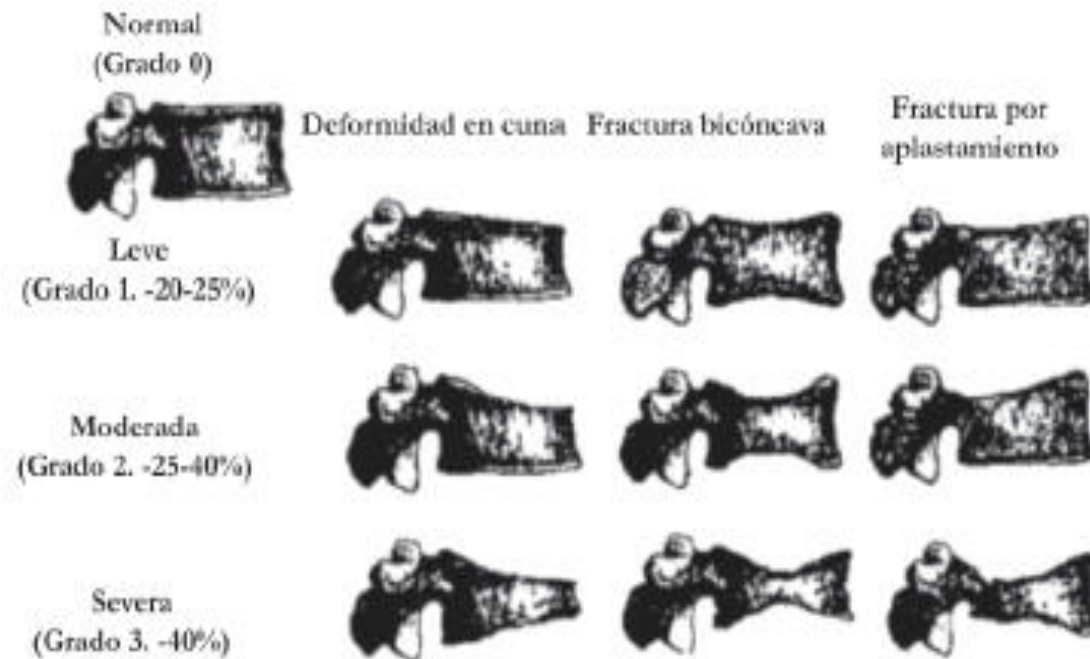 Normal
(Grado 0)
Deformidad en cuna
Fractura bicóncava
Fractura por
aplastamiento
Leve
(Grado 1. -20-25%)
Moderada
(Grado 2. -25-40%)
Severa
(Grado 3. -40%)